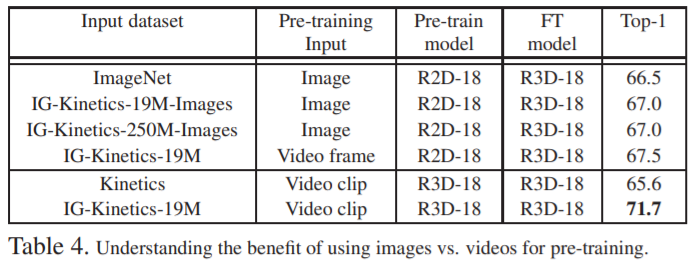 Input dataset Pre-training Input Pre-train model FT model Top-1
ImageNet Image R2D-18 R3D-18 66.5
IG-Kinetics-19M-Images Image R2D-18 R3D-18 67.0
IG-Kinetics-250M-Images Image R2D-18 R3D-18 67.0
IG-Kinetics-19M Video frame R2D-18 R3D-18 67.5
Kinetics Video clip R3D-18 R3D-18 65.6
IG-Kinetics-19M Video clip R3D-18 R3D-18 71.7
Table 4. Understanding the benefit of using images vs. videos for pre-training.